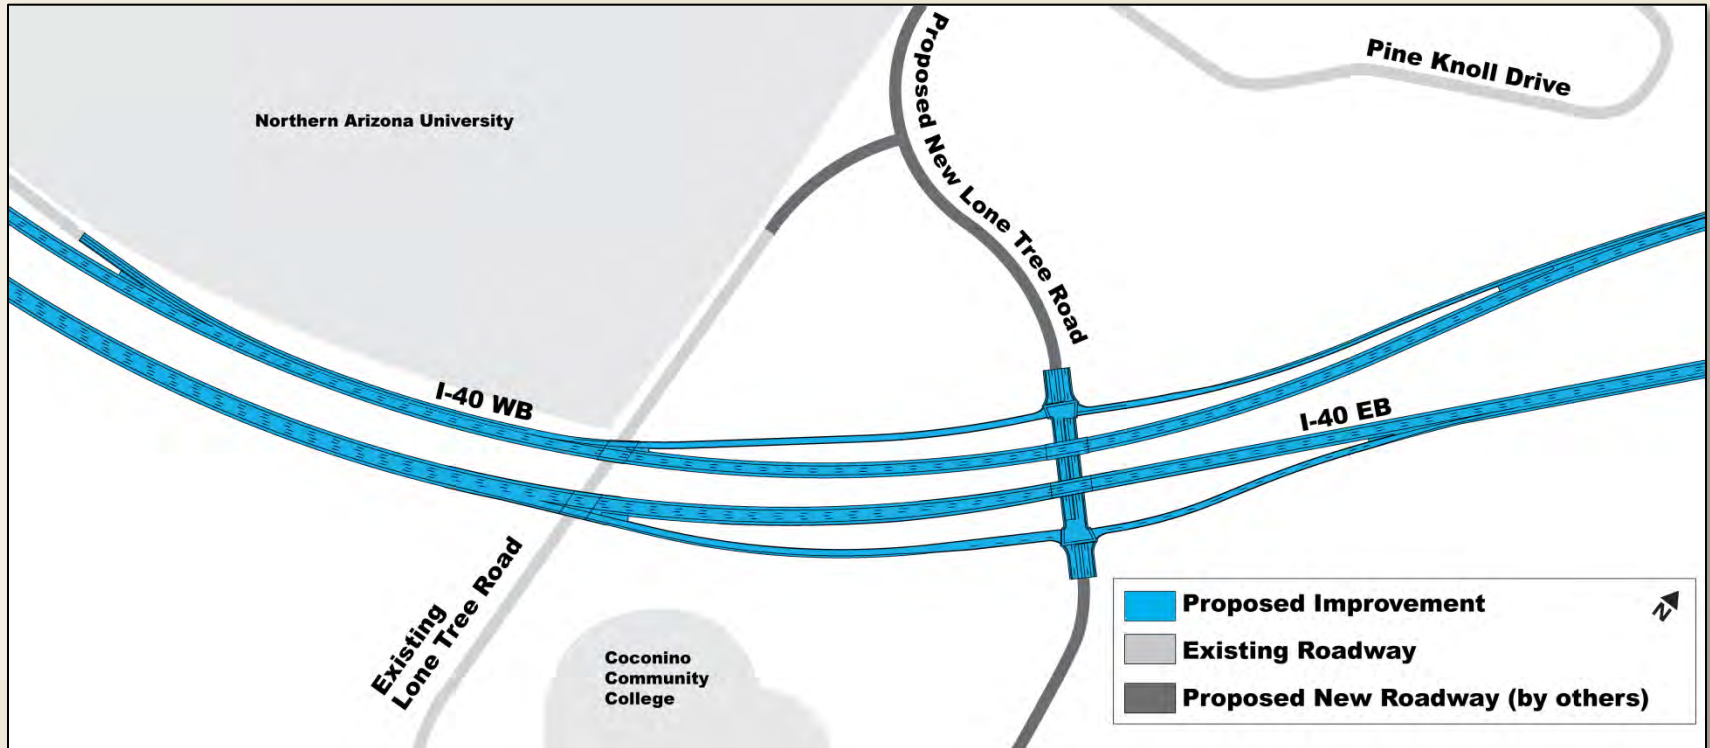 Proposed New Lone Tree Road
Pine Knoll Drive
Northern Arizona University
I-40 WB
I-40 EB
Existing
Lone Tree Road
Coconino
Community
College
Proposed Improvement
N
Existing Roadway
Proposed New Roadway (by others)